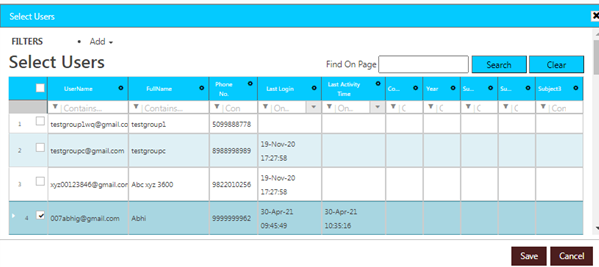 Select Users
FILTERS • Add
Select Users
Find On Page Search Clear
UserName FullName Phone No. Last Login Last Activity Time Co... Year Su... Su... Subject3
Contains... Contains... Con On.. On.. C C C C Con
1 testgroup1wq@gmail.co testgroup1 5099888778
2 testgroupc@gmail.com testgroupc 8988998989 19-Nov-20 17:27:58
3 xyz00123846@gmail.com Abc xyz 3600 9822010256 19-Nov-20 17:27:58
4 007abhig@gmail.com Abhi 9999999962 30-Apr-21 09:45:49 30-Apr-21 10:35:16
Save Cancel